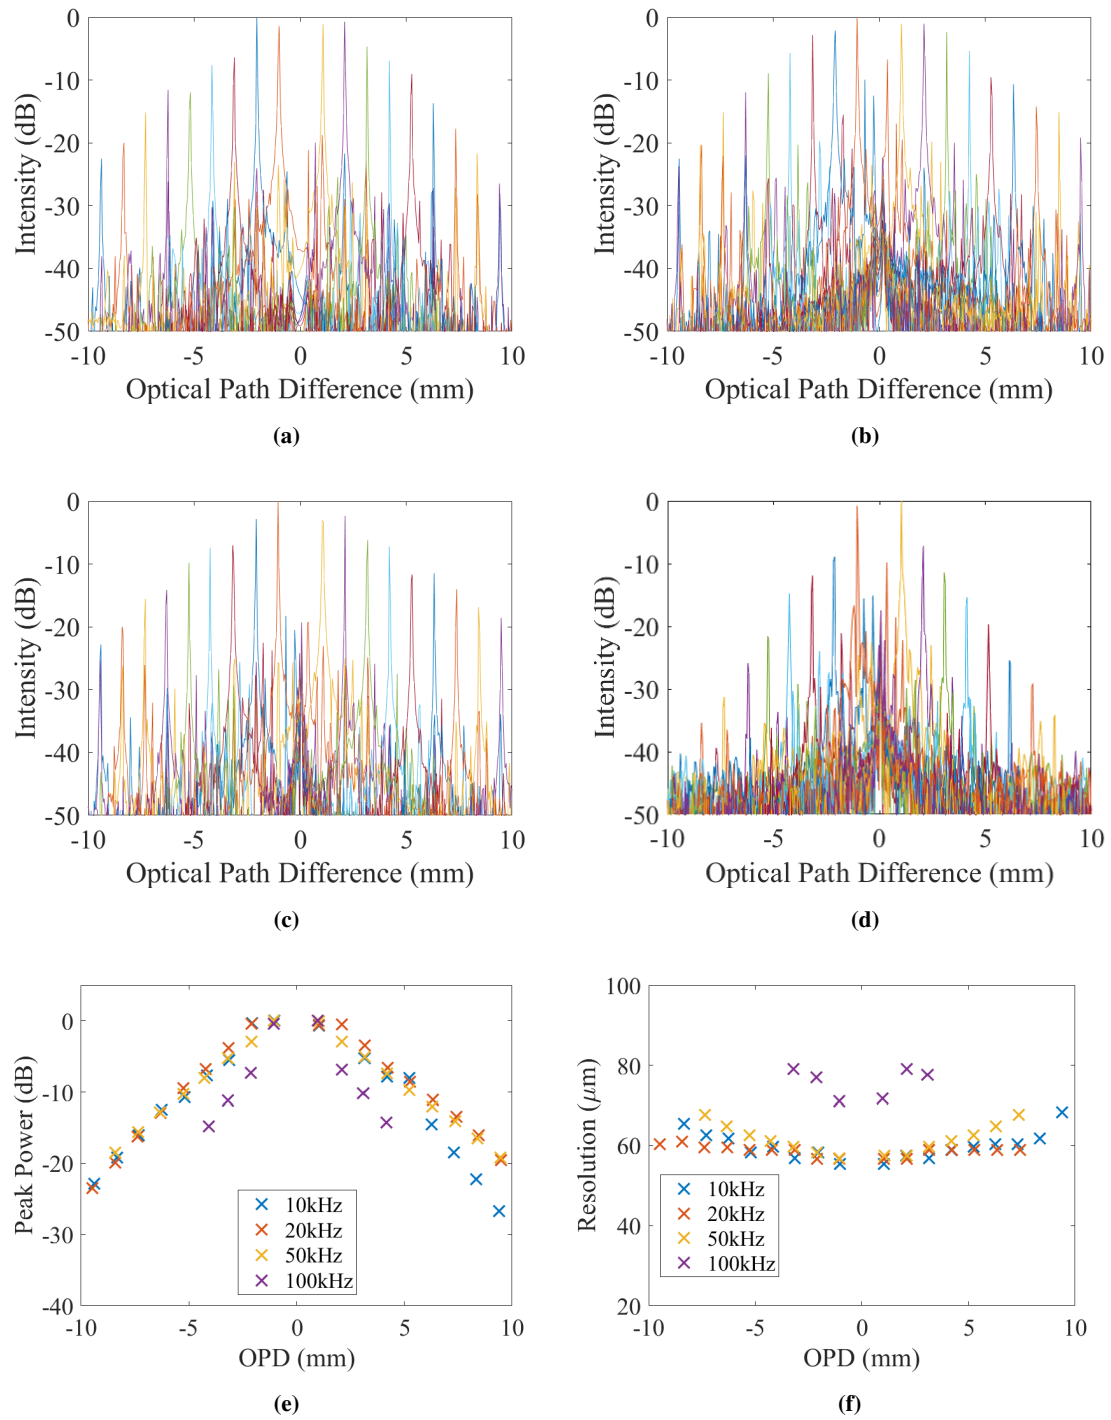 0
-10
-20
-30
-40
-50
Intensity (dB)
-10
-5
0
5
10
Optical Path Difference (mm)
(a)
0
-10
-20
-30
-40
-50
Intensity (dB)
-10
-5
0
5
10
Optical Path Difference (mm)
(b)
0
-10
-20
-30
-40
-50
Intensity (dB)
-10
-5
0
5
10
Optical Path Difference (mm)
(c)
0
-10
-20
-30
-40
-50
Intensity (dB)
-10
-5
0
5
10
Optical Path Difference (mm)
(d)
0
-10
-20
-30
-40
Peak Power (dB)
10kHz
20kHz
50kHz
100kHz
-10
-5
0
5
10
OPD (mm)
(e)
100
80
60
40
20
Resolution (μm)
10kHz
20kHz
50kHz
100kHz
-10
-5
0
5
10
OPD (mm)
(f)